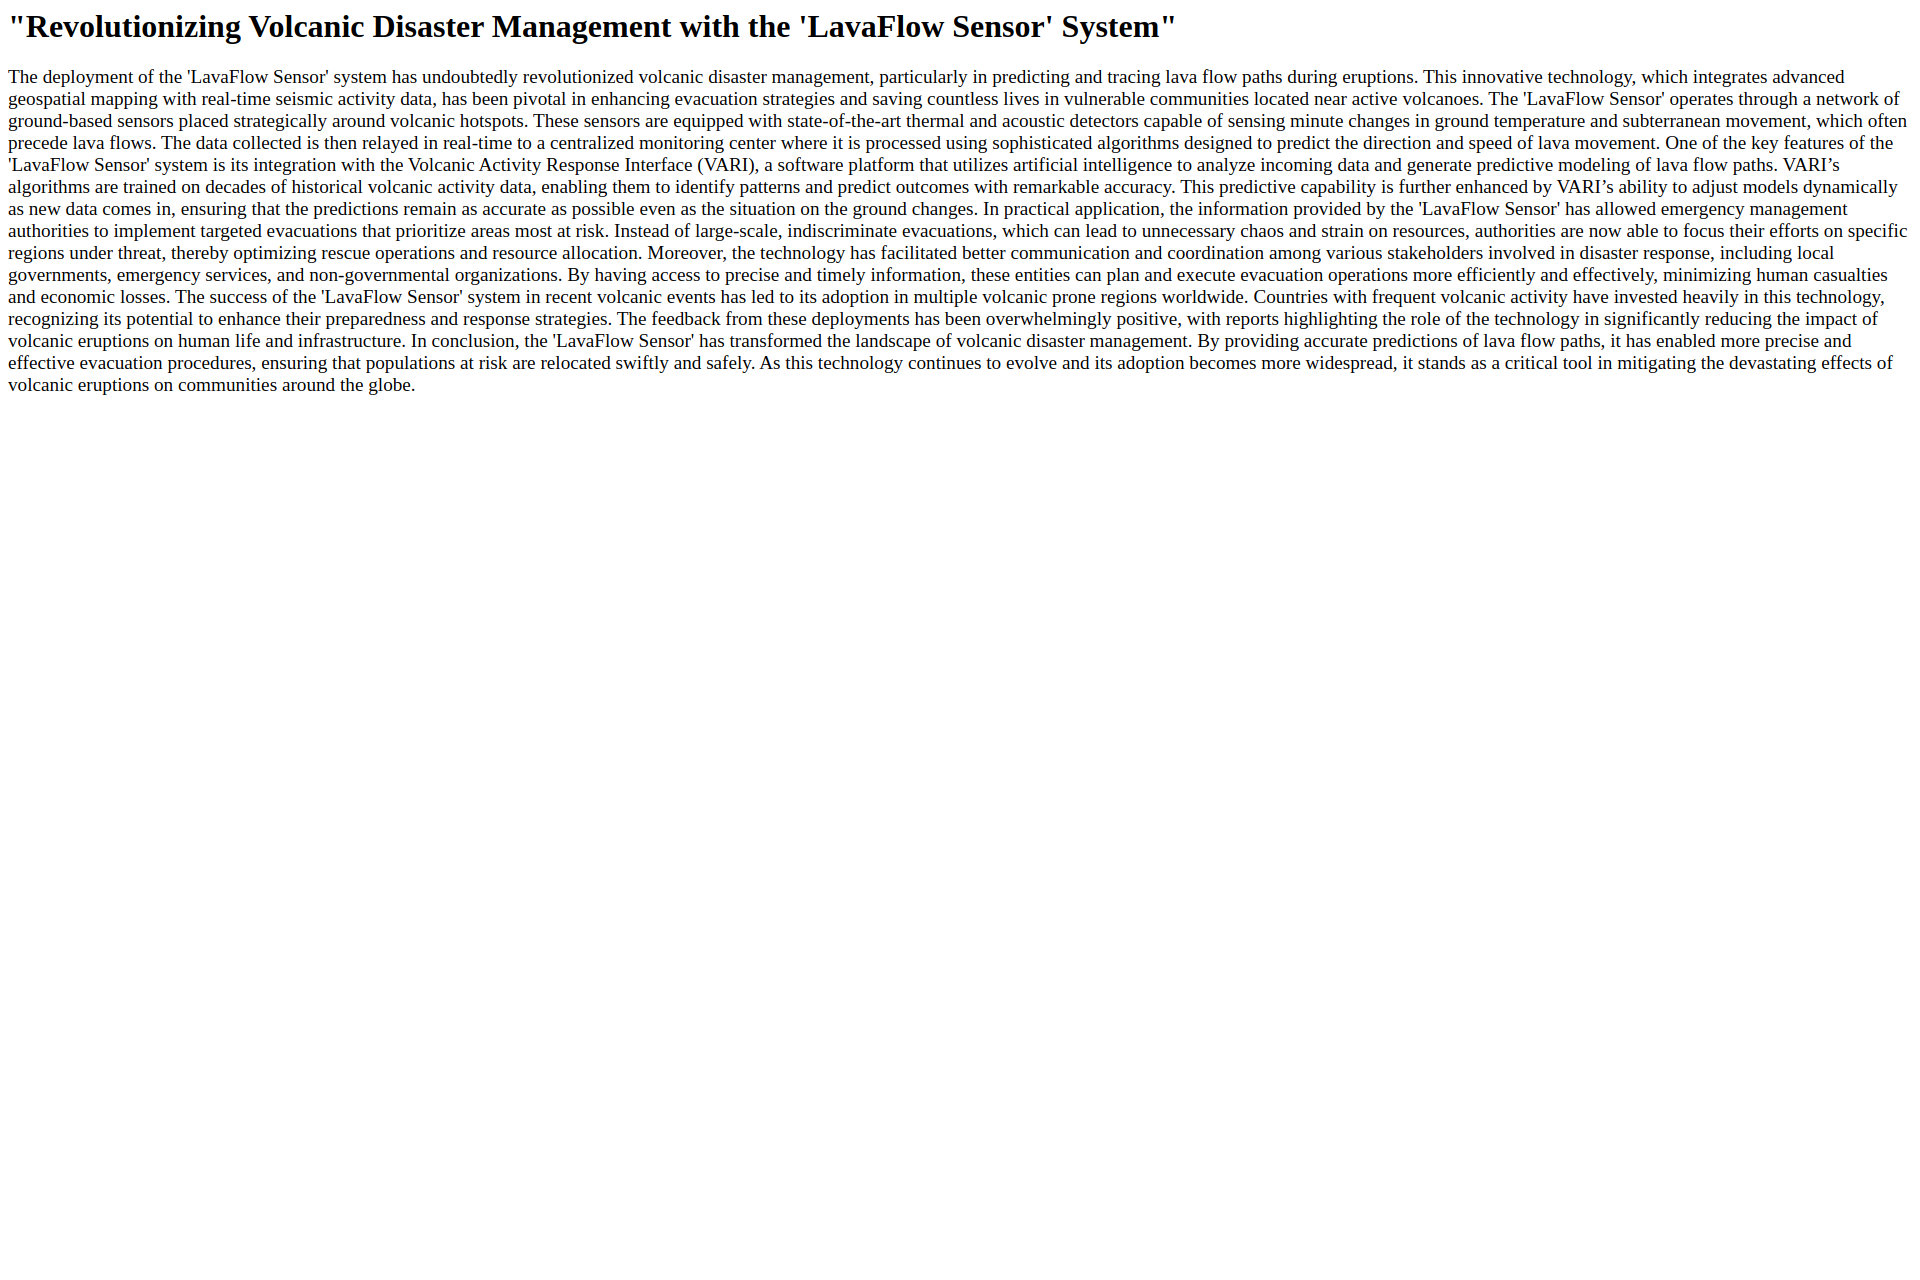 "Revolutionizing Volcanic Disaster Management with the 'LavaFlow Sensor' System"
The deployment of the 'LavaFlow Sensor' system has undoubtedly revolutionized volcanic disaster management, particularly in predicting and tracing lava flow paths during eruptions. This innovative technology, which integrates advanced
geospatial mapping with real-time seismic activity data, has been pivotal in enhancing evacuation strategies and saving countless lives in vulnerable communities located near active volcanoes. The 'LavaFlow Sensor' operates through a network of
ground-based sensors placed strategically around volcanic hotspots. These sensors are equipped with state-of-the-art thermal and acoustic detectors capable of sensing minute changes in ground temperature and subterranean movement, which often
precede lava flows. The data collected is then relayed in real-time to a centralized monitoring center where it is processed using sophisticated algorithms designed to predict the direction and speed of lava movement. One of the key features of the
'LavaFlow Sensor' system is its integration with the Volcanic Activity Response Interface (VARI), a software platform that utilizes artificial intelligence to analyze incoming data and generate predictive modeling of lava flow paths. VARI’s
algorithms are trained on decades of historical volcanic activity data, enabling them to identify patterns and predict outcomes with remarkable accuracy. This predictive capability is further enhanced by VARI’s ability to adjust models dynamically
as new data comes in, ensuring that the predictions remain as accurate as possible even as the situation on the ground changes. In practical application, the information provided by the 'LavaFlow Sensor' has allowed emergency management
authorities to implement targeted evacuations that prioritize areas most at risk. Instead of large-scale, indiscriminate evacuations, which can lead to unnecessary chaos and strain on resources, authorities are now able to focus their efforts on specific
regions under threat, thereby optimizing rescue operations and resource allocation. Moreover, the technology has facilitated better communication and coordination among various stakeholders involved in disaster response, including local
governments, emergency services, and non-governmental organizations. By having access to precise and timely information, these entities can plan and execute evacuation operations more efficiently and effectively, minimizing human casualties
and economic losses. The success of the 'LavaFlow Sensor' system in recent volcanic events has led to its adoption in multiple volcanic prone regions worldwide. Countries with frequent volcanic activity have invested heavily in this technology,
recognizing its potential to enhance their preparedness and response strategies. The feedback from these deployments has been overwhelmingly positive, with reports highlighting the role of the technology in significantly reducing the impact of
volcanic eruptions on human life and infrastructure. In conclusion, the 'LavaFlow Sensor' has transformed the landscape of volcanic disaster management. By providing accurate predictions of lava flow paths, it has enabled more precise and
effective evacuation procedures, ensuring that populations at risk are relocated swiftly and safely. As this technology continues to evolve and its adoption becomes more widespread, it stands as a critical tool in mitigating the devastating effects of
volcanic eruptions on communities around the globe.